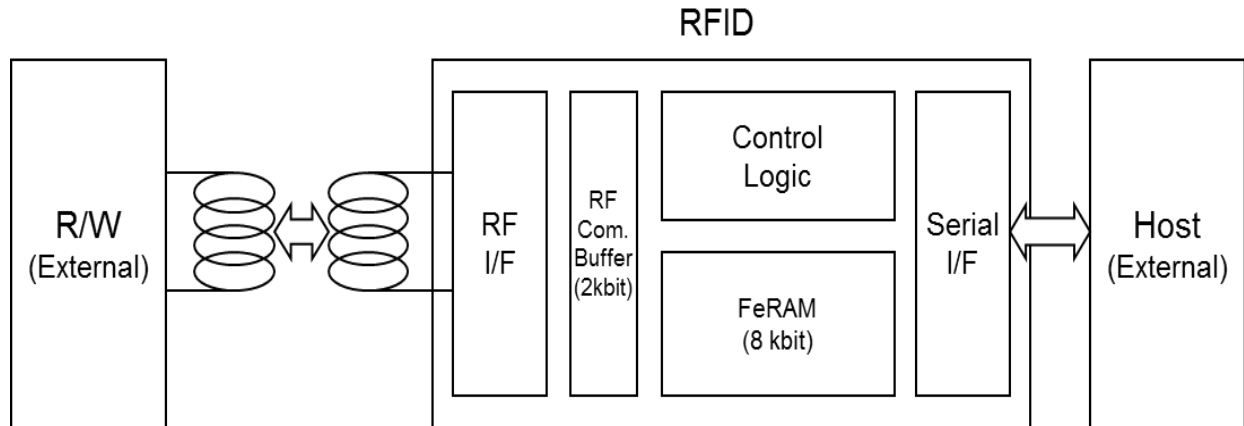 RFID
R/W
(External)
RF
I/F
RF
Com.
Buffer
(2kbit)
Control
Logic
FeRAM
(8 kbit)
Serial
I/F
Host
(External)